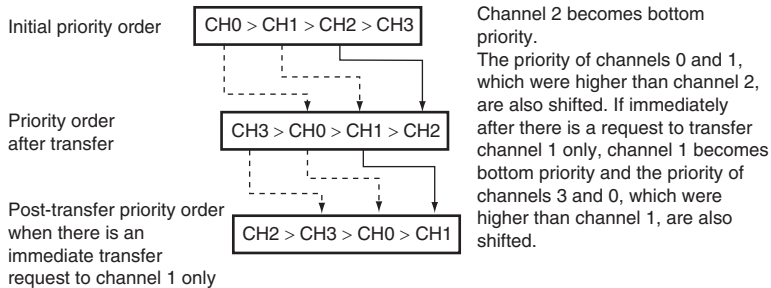 Initial priority order
CH0 > CH1 > CH2 > CH3
Priority order
after transfer
CH3 > CH0 > CH1 > CH2
Post-transfer priority order
when there is an
immediate transfer
request to channel 1 only
CH2 > CH3 > CH0 > CH1
Channel 2 becomes bottom
priority.
The priority of channels 0 and 1,
which were higher than channel 2,
are also shifted. If immediately
after there is a request to transfer
channel 1 only, channel 1 becomes
bottom priority and the priority of
channels 3 and 0, which were
higher than channel 1, are also
shifted.